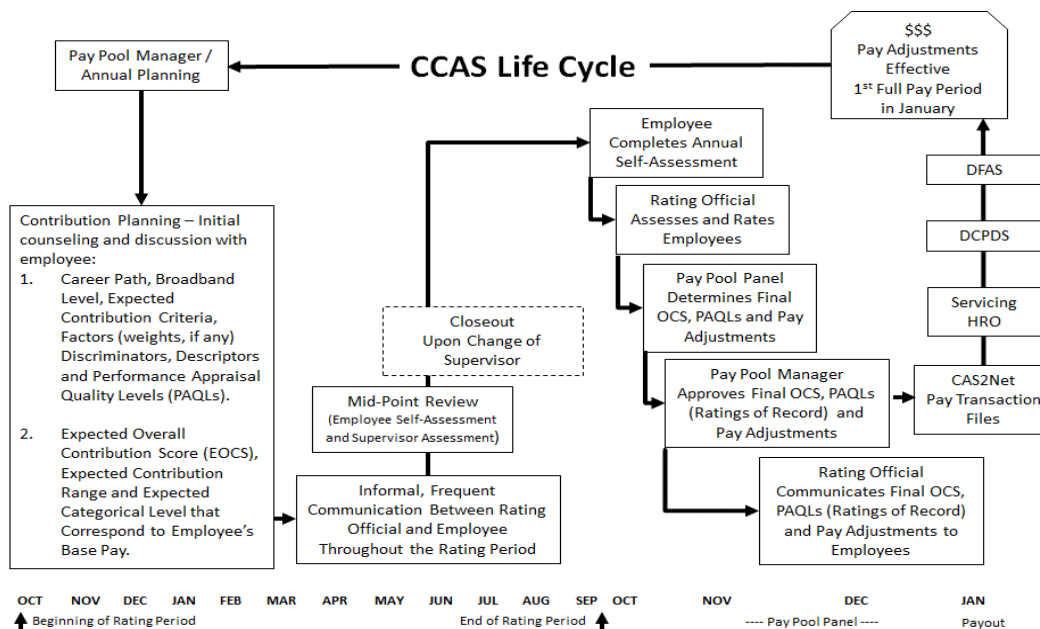 CCAS Life Cycle
Pay Pool Manager /
Annual Planning
Contribution Planning – Initial
counseling and discussion with
employee:
1. Career Path, Broadband
Level, Expected
Contribution Criteria,
Factors (weights, if any)
Discriminators, Descriptors
and Performance Appraisal
Quality Levels (PAQLs).
2. Expected Overall
Contribution Score (EOCS),
Expected Contribution
Range and Expected
Categorical Level that
Correspond to Employee's
Base Pay.
Informal, Frequent
Communication Between Rating
Official and Employee
Throughout the Rating Period
Mid-Point Review
(Employee Self-Assessment
and Supervisor Assessment)
Closeout
Upon Change of
Supervisor
Employee
Completes Annual
Self-Assessment
Rating Official
Assesses and Rates
Employees
Pay Pool Panel
Determines Final
OCS, PAQLs and Pay
Adjustments
Pay Pool Manager
Approves Final OCS, PAQLs
(Ratings of Record) and
Pay Adjustments
Rating Official
Communicates Final OCS,
PAQLs (Ratings of Record)
and Pay Adjustments to
Employees
CAS2Net
Pay Transaction
Files
Servicing
HRO
DCPDS
DFAS
$$$
Pay Adjustments
Effective
1st Full Pay Period
in January
OCT NOV DEC JAN FEB MAR APR MAY JUN JUL AUG SEP OCT NOV DEC JAN
Beginning of Rating Period End of Rating Period ---- Pay Pool Panel ---- Payout